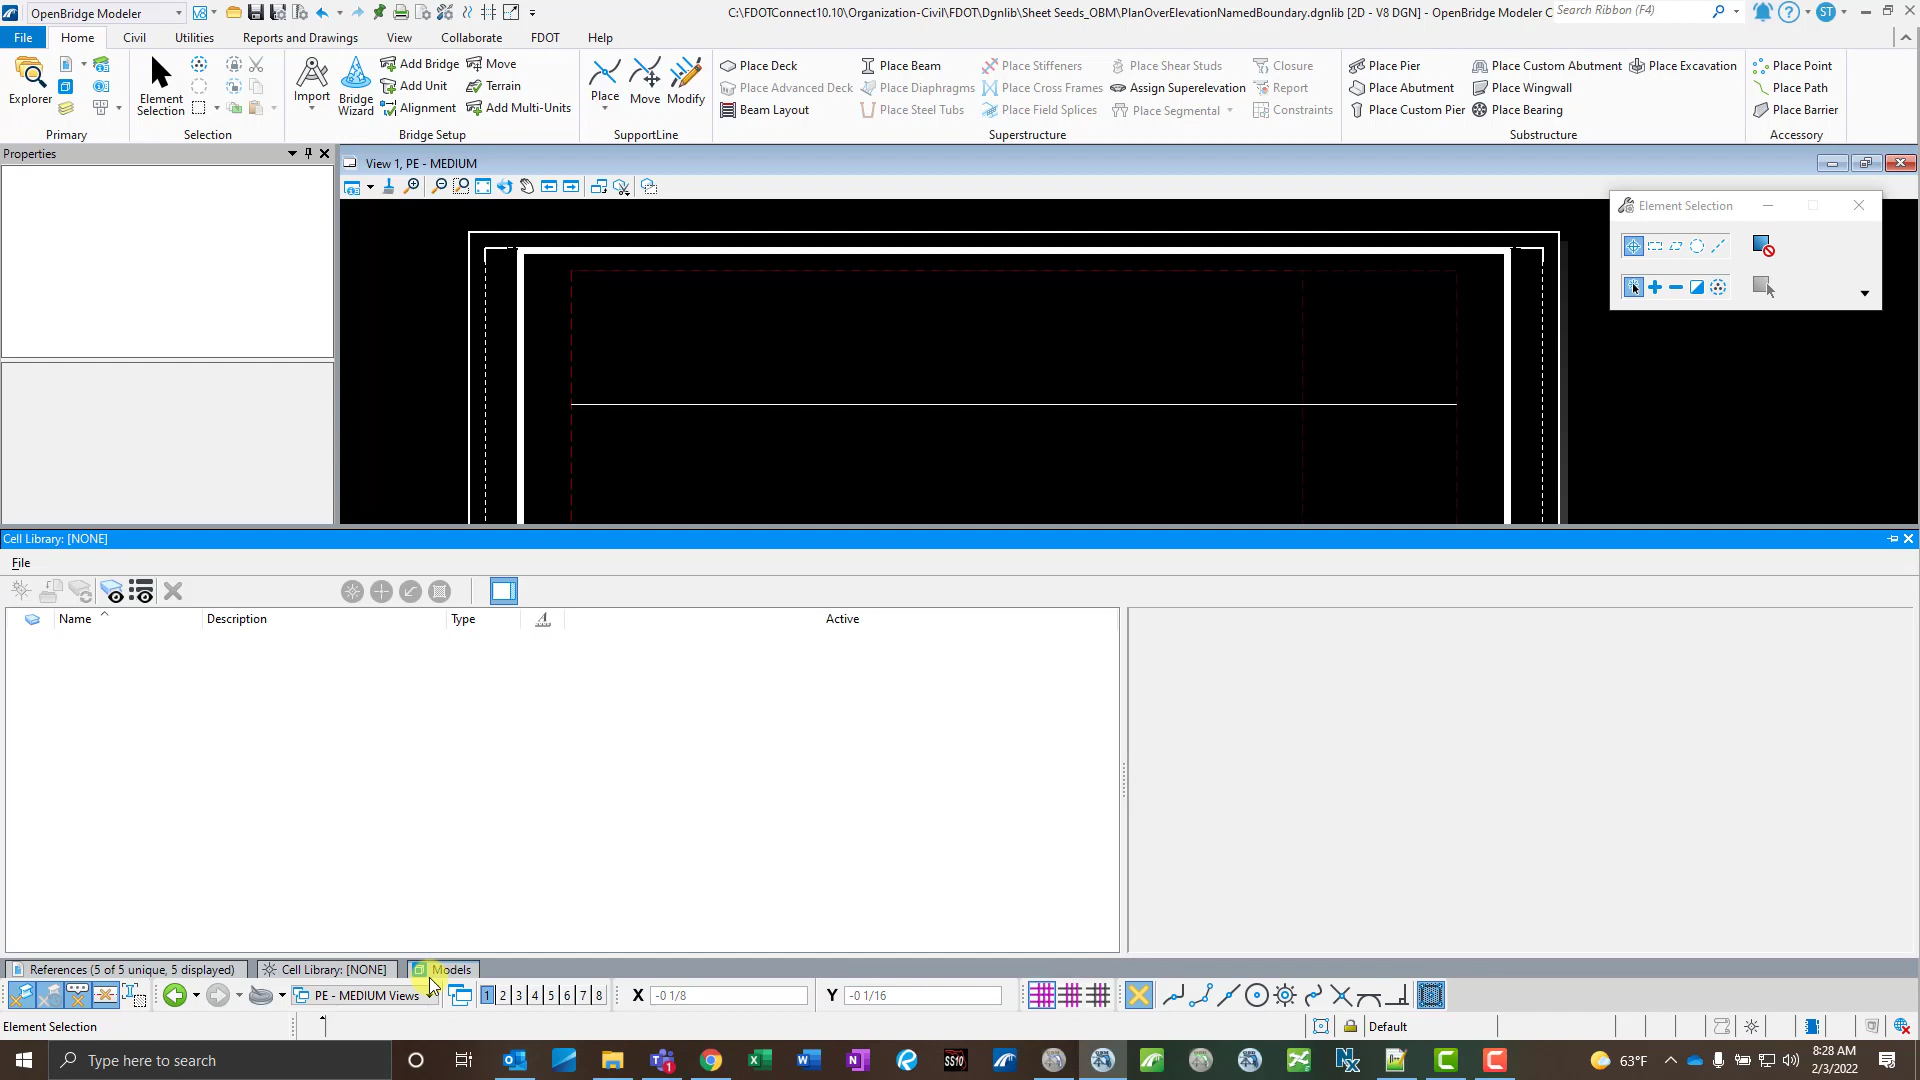 OpenBridge Modeler
C:\FDOTConnect10.10\Organization-Civil\FDOT\Dgnlib\Sheet Seeds_OBM\PlanOverElevationNamedBoundary.dgnlib [2D - V8 DGN] - OpenBridge Modeler C
Search Ribbon (F4)
ST
File Home Civil Utilities Reports and Drawings View Collaborate FDOT Help
Explorer
Element Selection
Import
Bridge Wizard
Add Bridge Move
Add Unit Terrain
Alignment Add Multi-Units
Place Move Modify
Place Deck Place Beam Place Stiffeners Place Shear Studs Closure
Place Advanced Deck Place Diaphragms Place Cross Frames Assign Superelevation Report
Beam Layout Place Steel Tubs Place Field Splices Place Segmental Constraints
Place Pier Place Custom Abutment Place Excavation
Place Abutment Place Wingwall
Place Custom Pier Place Bearing
Place Point
Place Path
Place Barrier
Primary Selection Bridge Setup SupportLine Superstructure Substructure Accessory
Properties
View 1, PE - MEDIUM
Element Selection
Cell Library: [NONE]
File
Name Description Type Active
References (5 of 5 unique, 5 displayed) Cell Library: [NONE] Models
PE - MEDIUM Views 1 2 3 4 5 6 7 8 X -0 1/8 Y -0 1/16
Element Selection Default
Type here to search
SS10
63°F
8:28 AM
2/3/2022